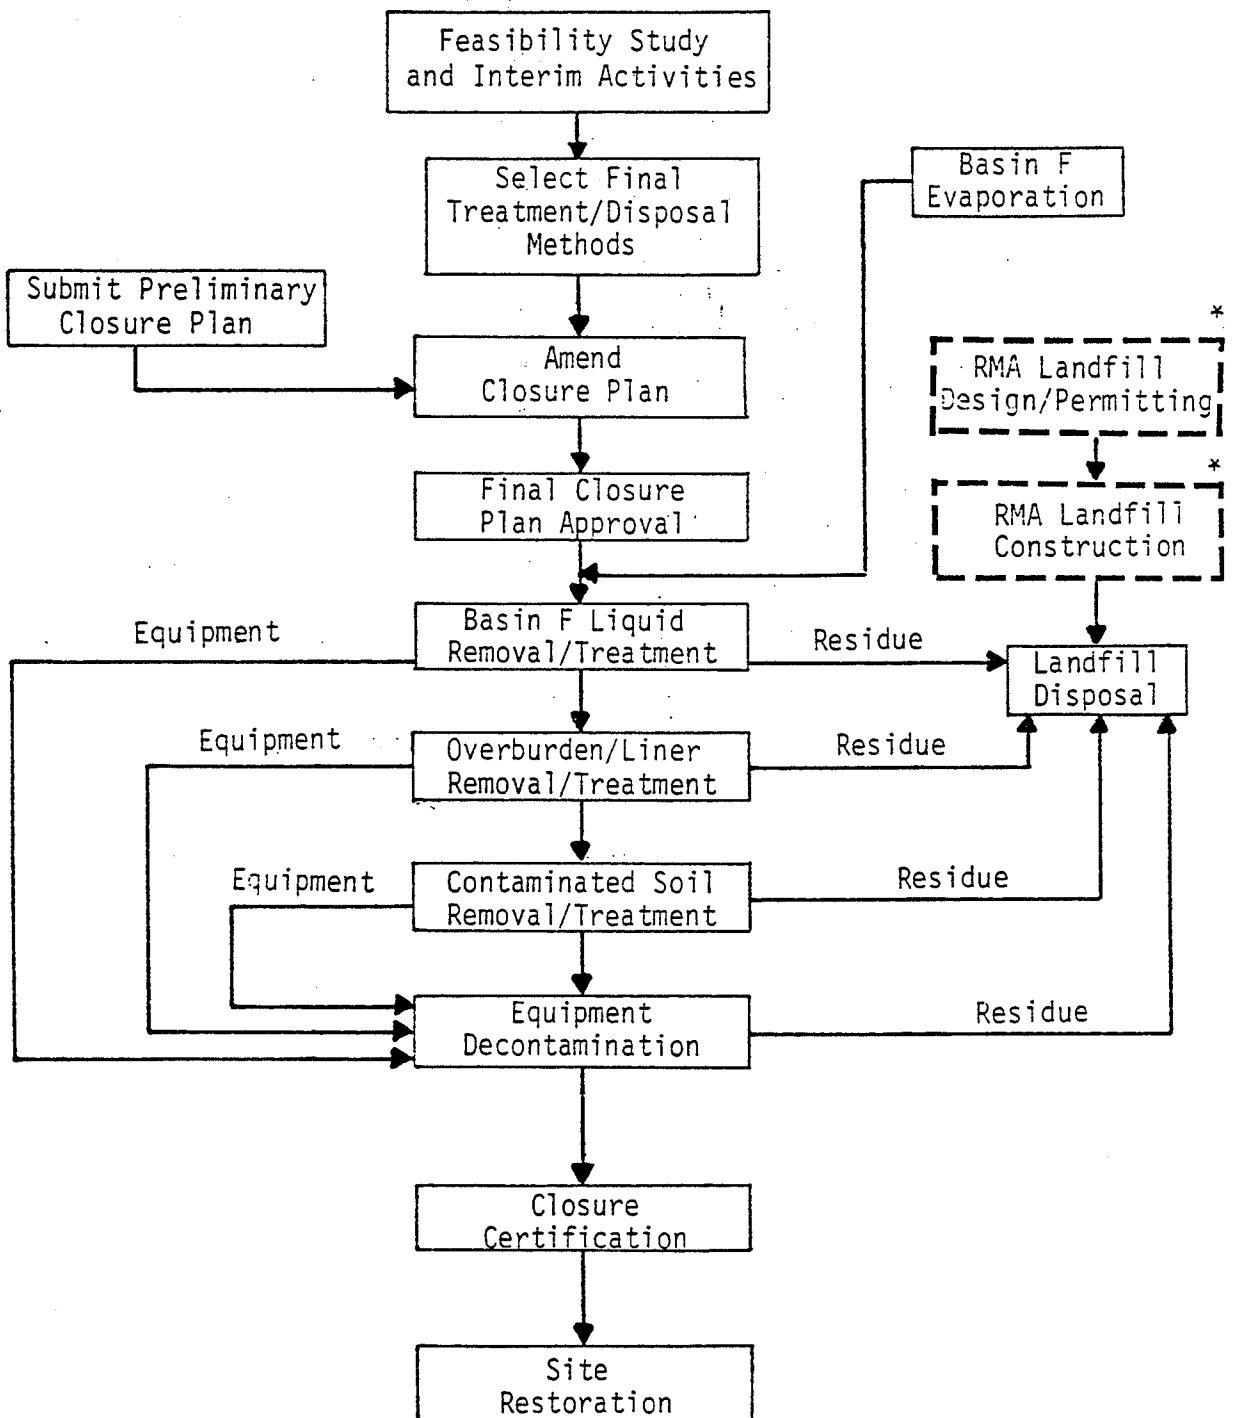 Feasibility Study
and Interim Activities
Select Final
Treatment/Disposal
Methods
Basin F
Evaporation
Submit Preliminary
Closure Plan
*
Amend
Closure Plan
RMA Landfill
Design/Permitting
*
Final Closure
Plan Approval
RMA Landfill
Construction
Equipment
Basin F Liquid
Removal/Treatment
Residue
Landfill
Disposal
Equipment
Overburden/Liner
Removal/Treatment
Residue
Equipment
Contaminated Soil
Removal/Treatment
Residue
Equipment
Decontamination
Residue
Closure
Certification
Site
Restoration